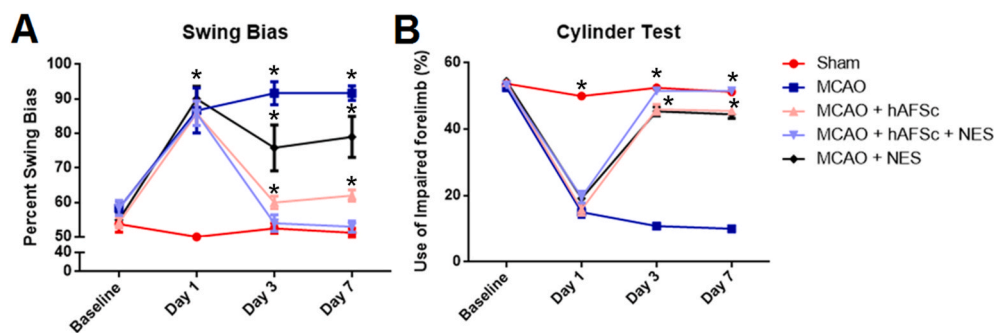 A
Swing Bias
Percent Swing Bias
100
90
80
70
60
50
40
0
* * *
* *
* *
Baseline
Day 1
Day 3
Day 7
B
Cylinder Test
Use of Impaired forelimb (%)
60
40
20
0
* * *
* *
Baseline
Day 1
Day 3
Day 7
Sham
MCAO
MCAO + hAFSc
MCAO + hAFSc + NES
MCAO + NES